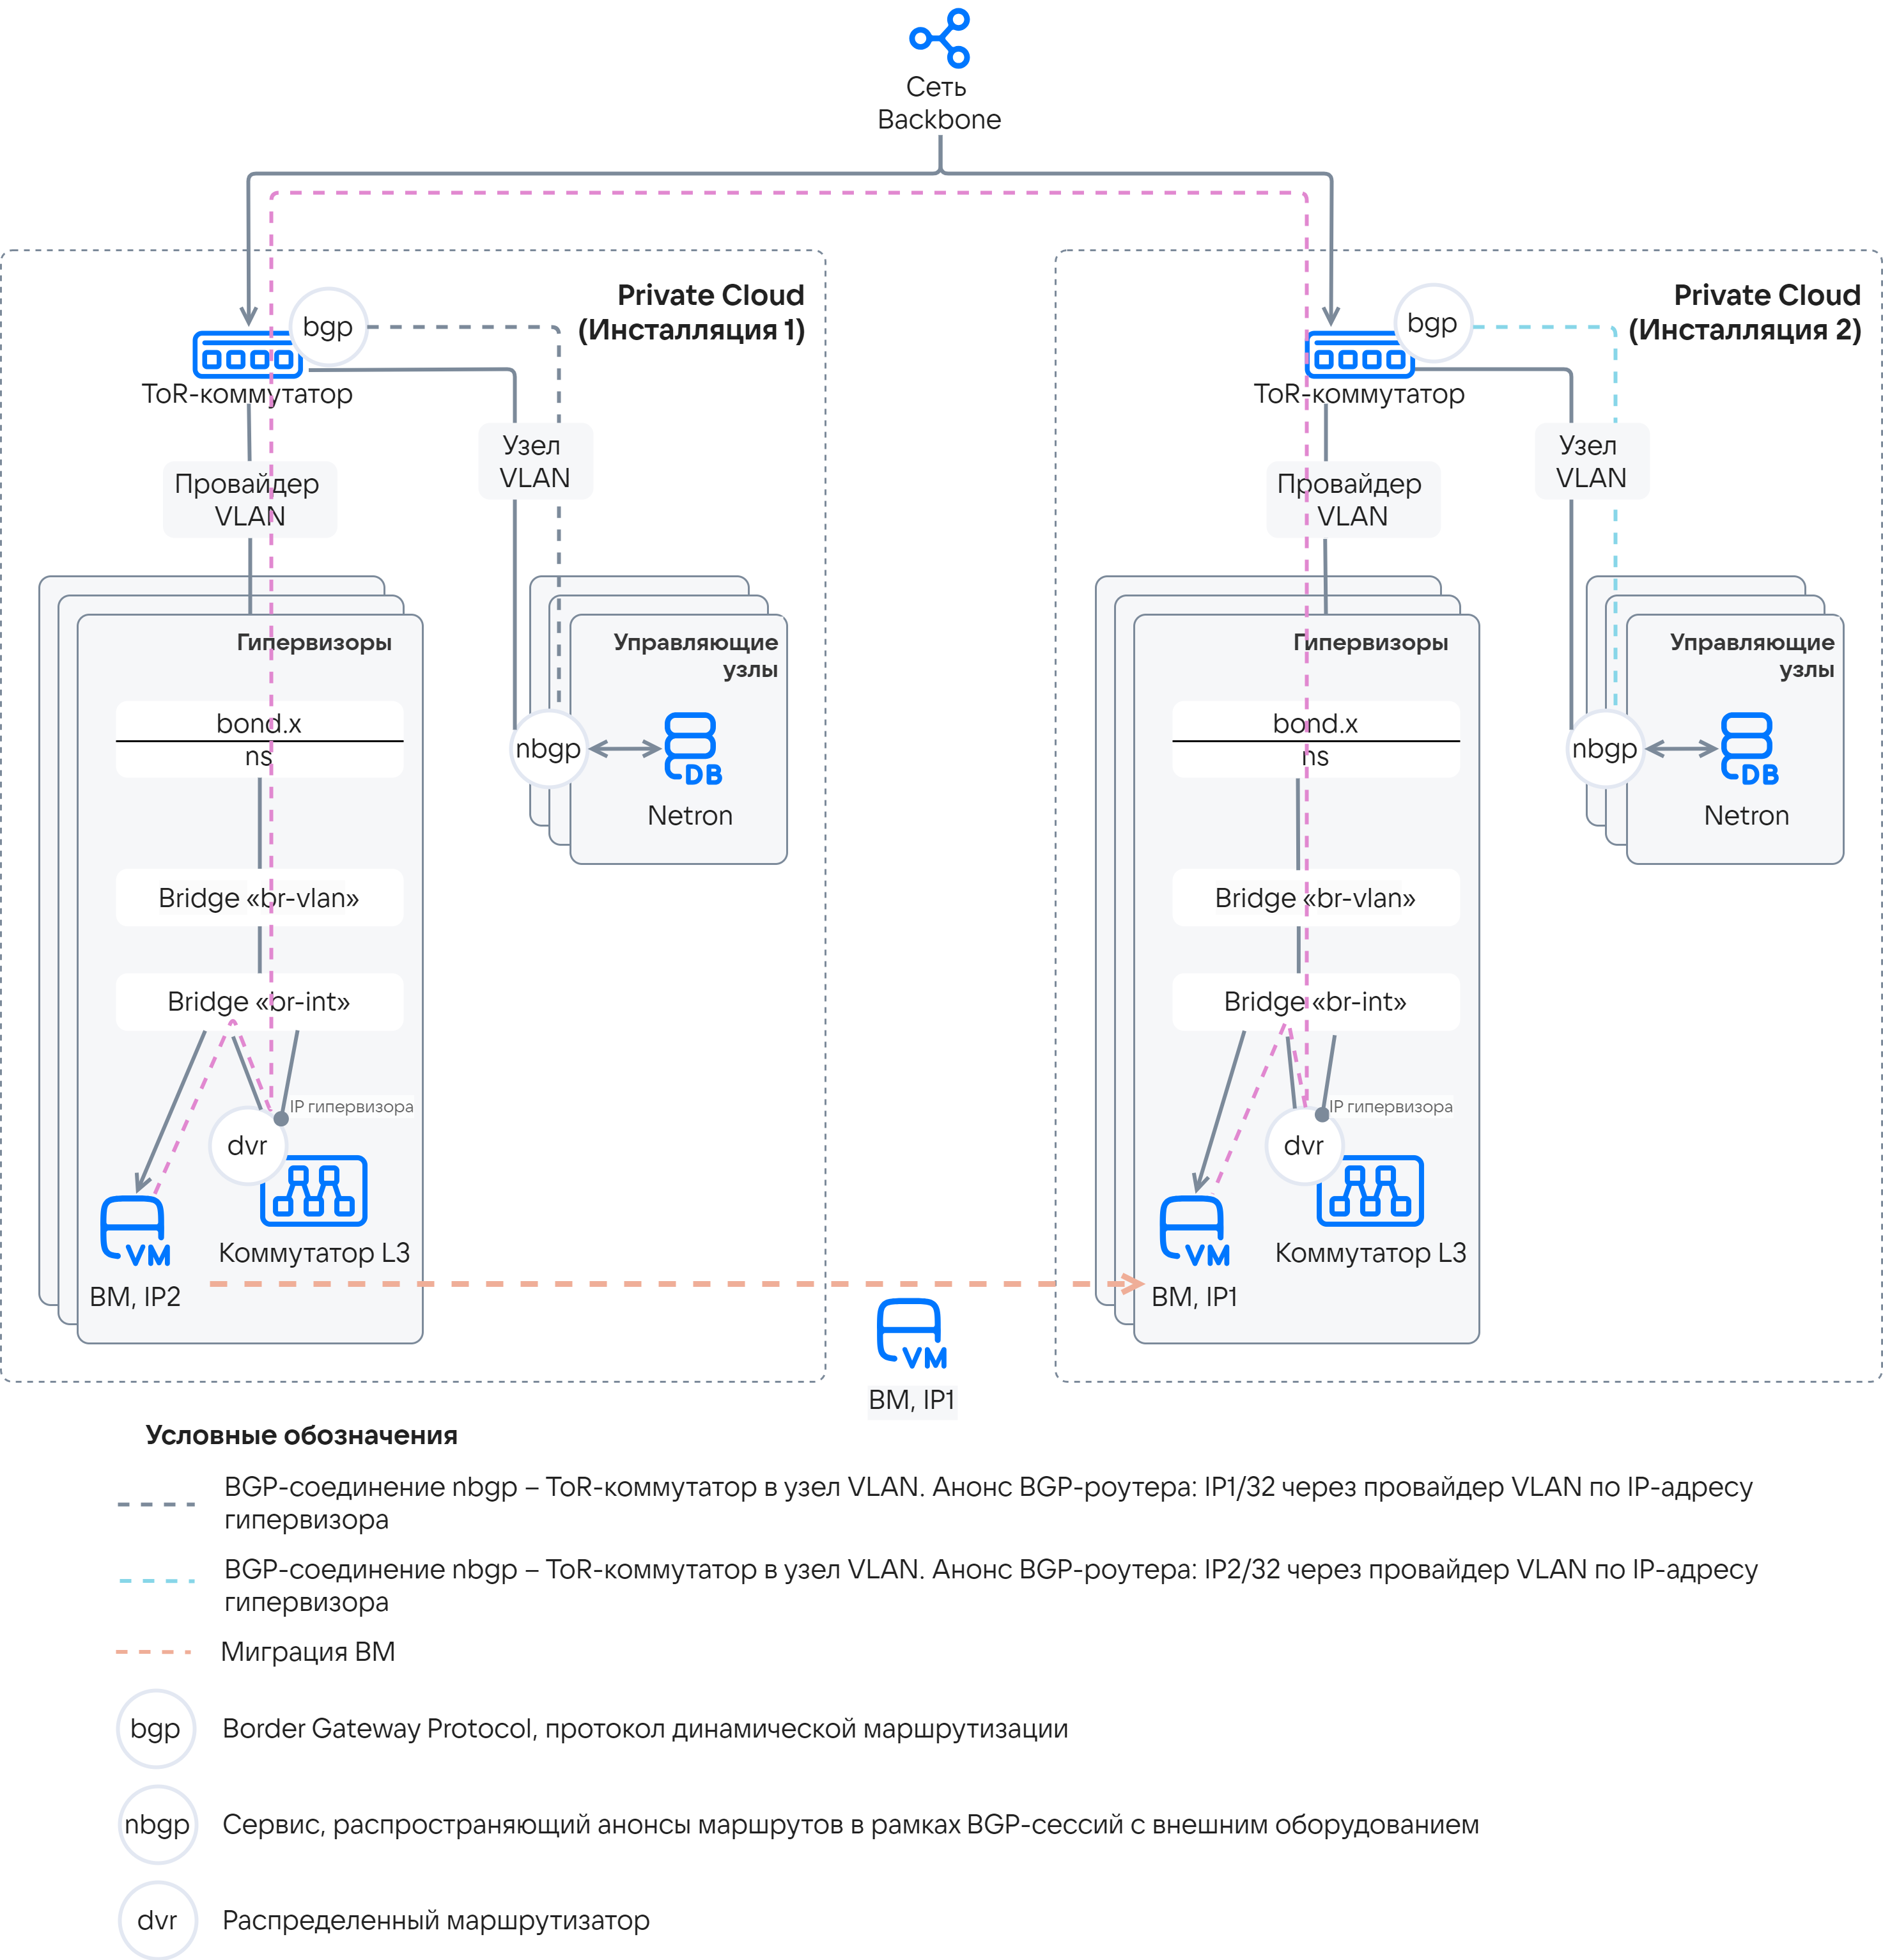 Сеть
Backbone
Private Cloud
(Инсталляция 1)
bgp
ToR-коммутатор
Узел
VLAN
Провайдер
VLAN
Гипервизоры
bond.x
ns
Bridge «br-vlan»
Bridge «br-int»
IP гипервизора
dvr
VM
Коммутатор L3
ВМ, IP2
Управляющие
узлы
nbgp
DB
Netron
Private Cloud
(Инсталляция 2)
bgp
ToR-коммутатор
Узел
VLAN
Провайдер
VLAN
Гипервизоры
bond.x
ns
Bridge «br-vlan»
Bridge «br-int»
IP гипервизора
dvr
VM
Коммутатор L3
ВМ, IP1
Управляющие
узлы
nbgp
DB
Netron
VM
ВМ, IP1
Условные обозначения
BGP-соединение nbgp – ToR-коммутатор в узел VLAN. Анонс BGP-роутера: IP1/32 через провайдер VLAN по IP-адресу
гипервизора
BGP-соединение nbgp – ToR-коммутатор в узел VLAN. Анонс BGP-роутера: IP2/32 через провайдер VLAN по IP-адресу
гипервизора
Миграция ВМ
bgp
Border Gateway Protocol, протокол динамической маршрутизации
nbgp
Сервис, распространяющий анонсы маршрутов в рамках BGP-сессий с внешним оборудованием
dvr
Распределенный маршрутизатор